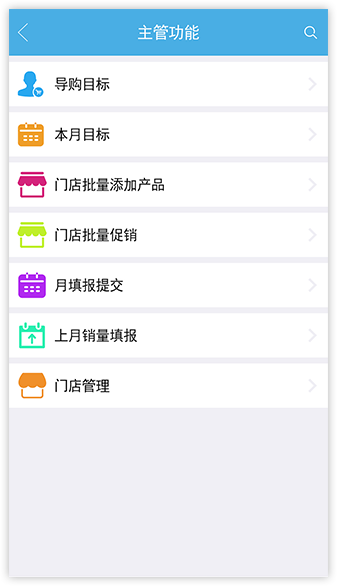 主管功能
导购目标
本月目标
门店批量添加产品
门店批量促销
月填报提交
上月销量填报
门店管理